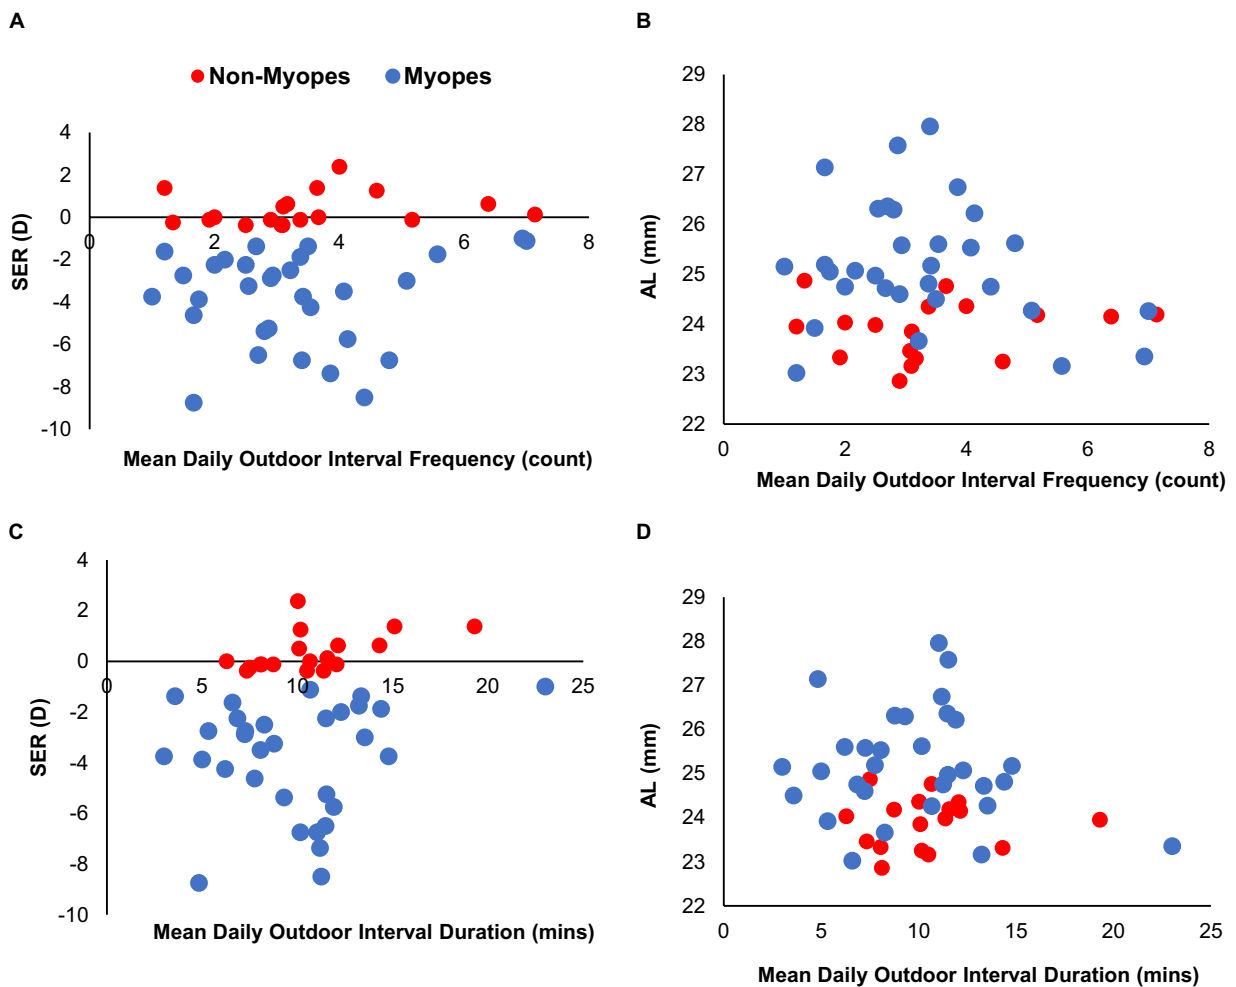 A
Non-Myopes Myopes
4
2
0
-2
-4
-6
-8
-10
0 2 4 6 8
SER (D)
Mean Daily Outdoor Interval Frequency (count)
B
29
28
27
26
25
24
23
22
0 2 4 6 8
AL (mm)
Mean Daily Outdoor Interval Frequency (count)
C
4
2
0
-2
-4
-6
-8
-10
0 5 10 15 20 25
SER (D)
Mean Daily Outdoor Interval Duration (mins)
D
29
28
27
26
25
24
23
22
0 5 10 15 20 25
AL (mm)
Mean Daily Outdoor Interval Duration (mins)